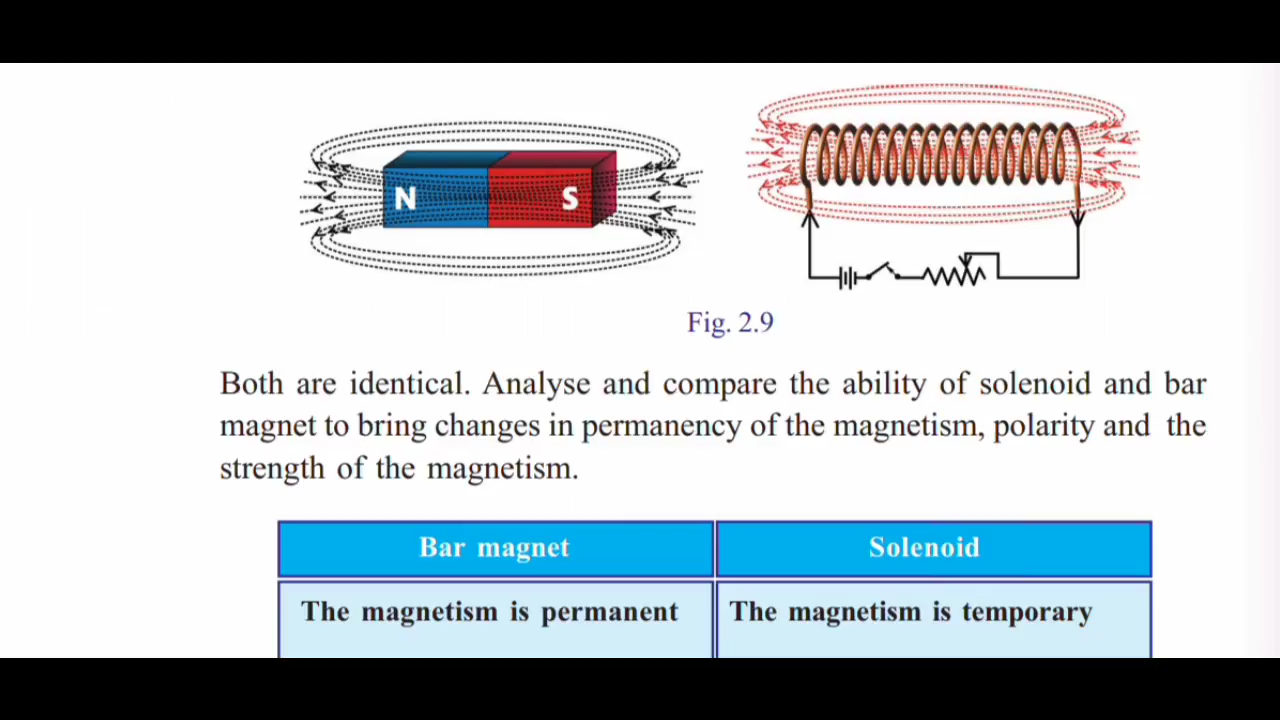 N S
Fig. 2.9
Both are identical. Analyse and compare the ability of solenoid and bar
magnet to bring changes in permanency of the magnetism, polarity and the
strength of the magnetism.
Bar magnet Solenoid
The magnetism is permanent The magnetism is temporary